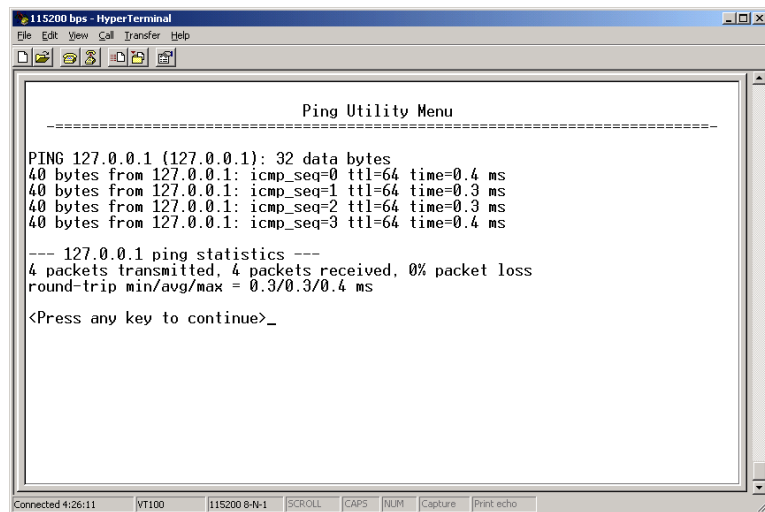 115200 bps - HyperTerminal
File Edit View Call Transfer Help
Ping Utility Menu
-==========================================================================-
PING 127.0.0.1 (127.0.0.1): 32 data bytes
40 bytes from 127.0.0.1: icmp_seq=0 ttl=64 time=0.4 ms
40 bytes from 127.0.0.1: icmp_seq=1 ttl=64 time=0.3 ms
40 bytes from 127.0.0.1: icmp_seq=2 ttl=64 time=0.3 ms
40 bytes from 127.0.0.1: icmp_seq=3 ttl=64 time=0.4 ms
--- 127.0.0.1 ping statistics ---
4 packets transmitted, 4 packets received, 0% packet loss
round-trip min/avg/max = 0.3/0.3/0.4 ms
<Press any key to continue>_
Connected 4:26:11 VT100 115200 8-N-1 SCROLL CAPS NUM Capture Print echo